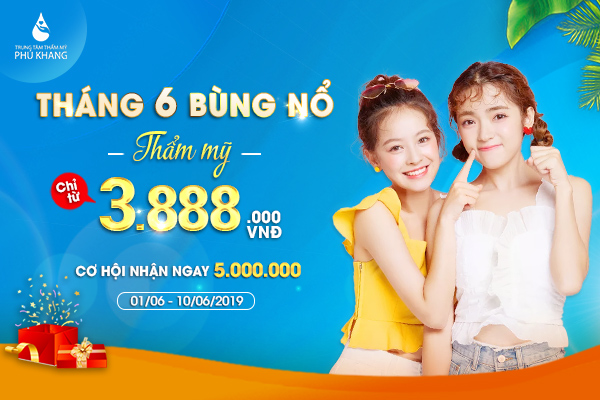 TRUNG TÂM THẨM MỸ
PHÚ KHANG
THÁNG 6 BÙNG NỔ
Thẩm mỹ
Chỉ từ
3.888.000 VNĐ
CƠ HỘI NHẬN NGAY 5.000.000
01/06 - 10/06/2019